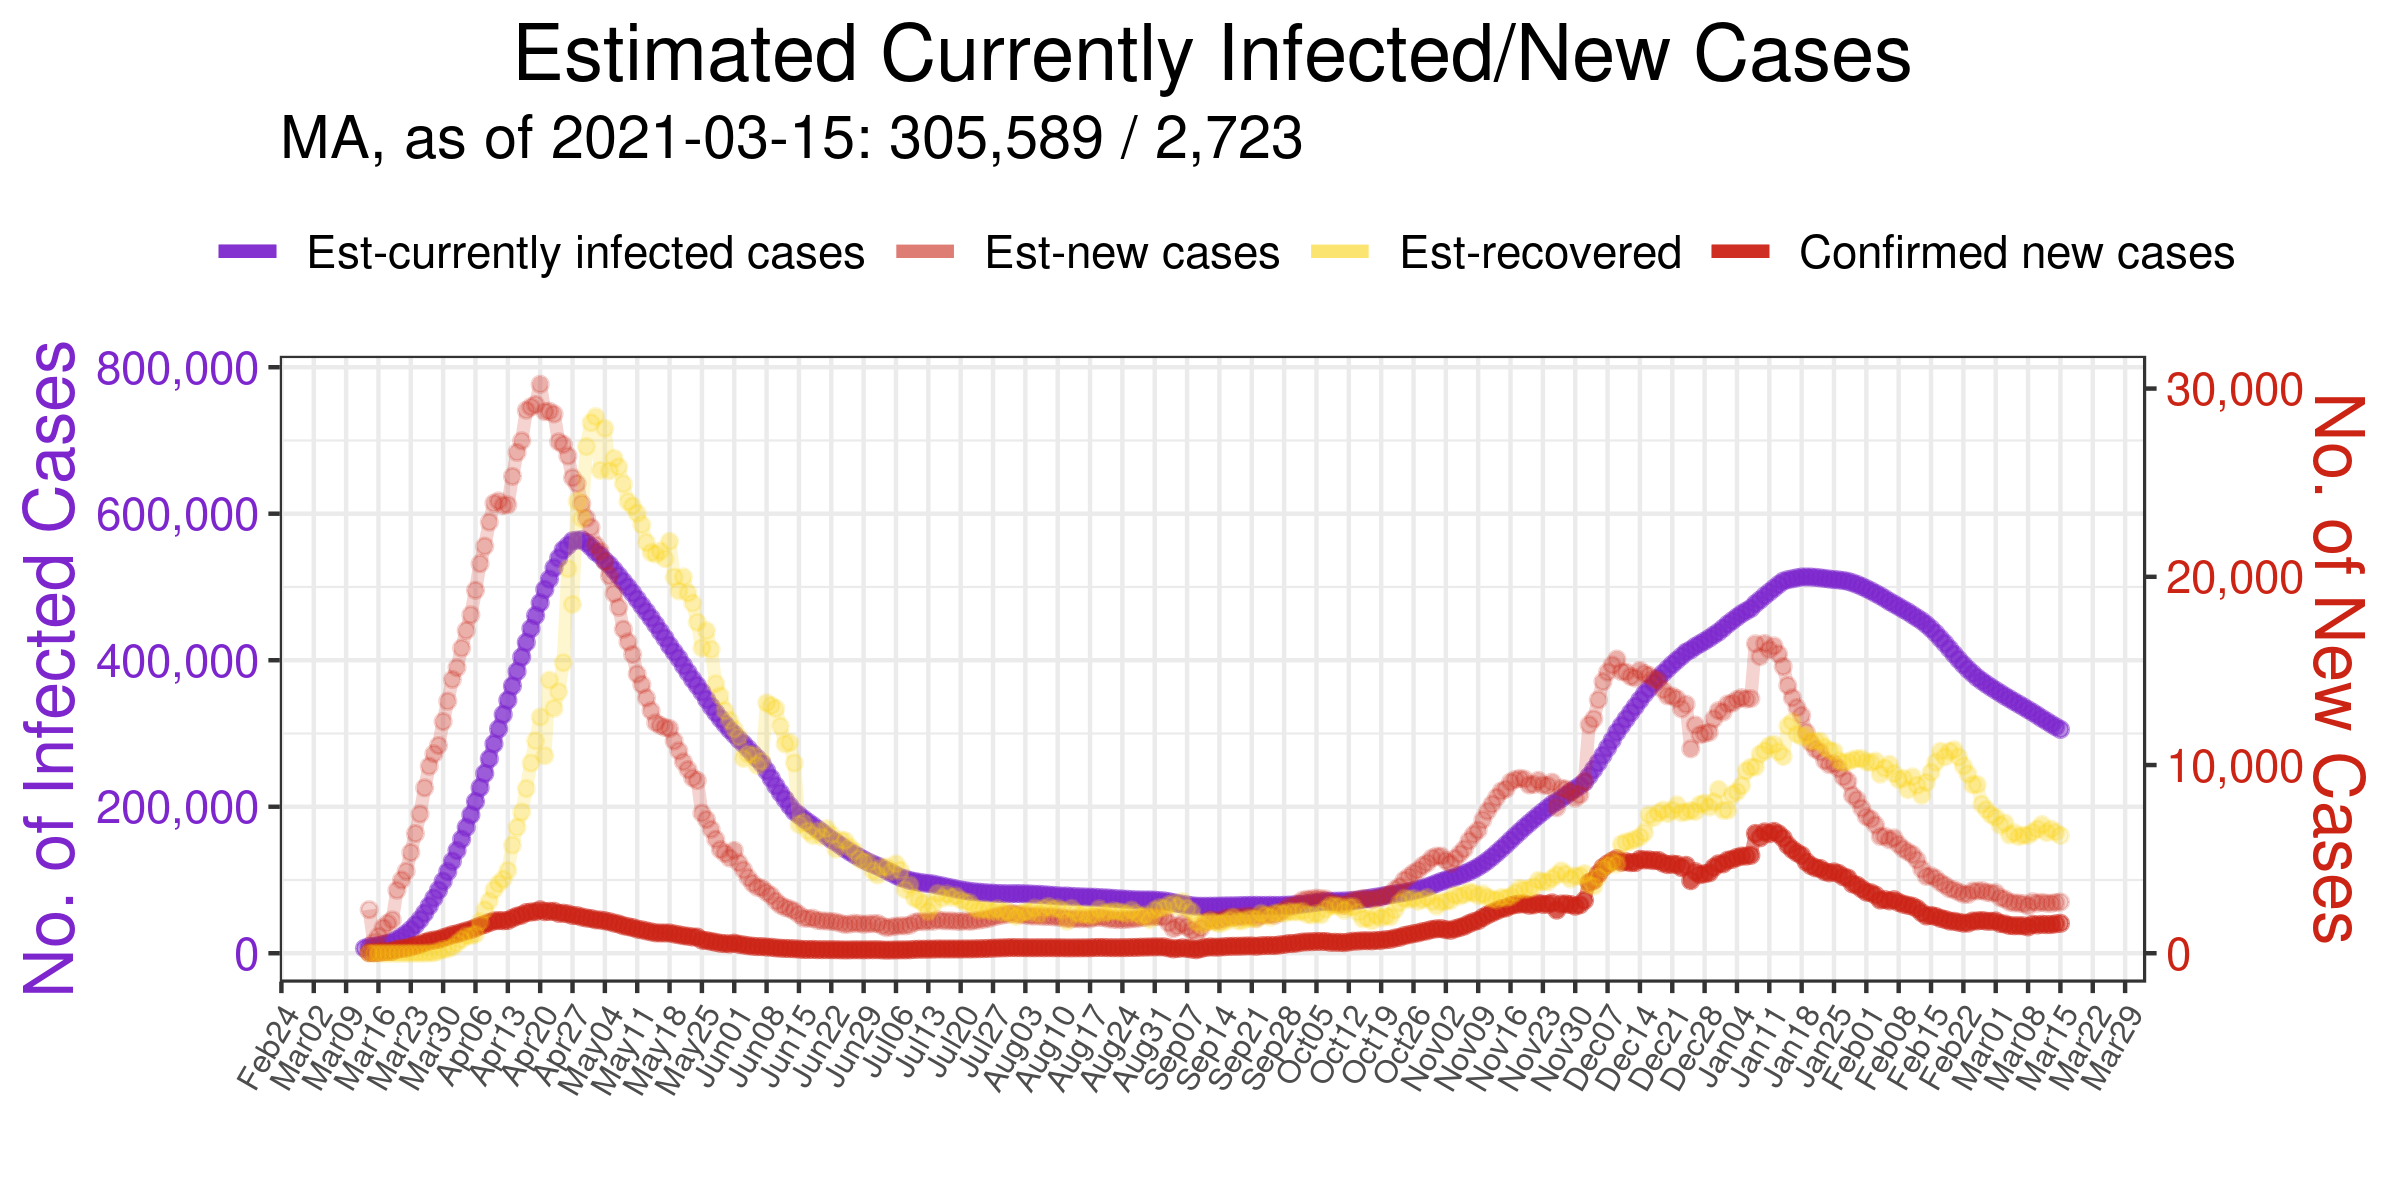 Estimated Currently Infected/New Cases
MA, as of 2021-03-15: 305,589 / 2,723
Est-currently infected cases Est-new cases Est-recovered Confirmed new cases
No. of Infected Cases
800,000
600,000
400,000
200,000
0
30,000
20,000
10,000
0
No. of New Cases
Feb24
Mar02
Mar09
Mar16
Mar23
Mar30
Apr06
Apr13
Apr20
Apr27
May04
May11
May18
May25
Jun01
Jun08
Jun15
Jun22
Jun29
Jul06
Jul13
Jul20
Jul27
Aug03
Aug10
Aug17
Aug24
Aug31
Sep07
Sep14
Sep21
Sep28
Oct05
Oct12
Oct19
Oct26
Nov02
Nov09
Nov16
Nov23
Nov30
Dec07
Dec14
Dec21
Dec28
Jan04
Jan11
Jan18
Jan25
Feb01
Feb08
Feb15
Feb22
Mar01
Mar08
Mar15
Mar22
Mar29